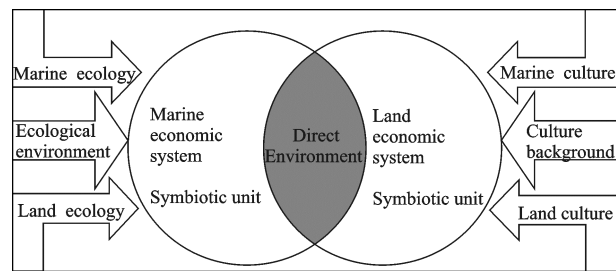 Marine ecology
Ecological
environment
Land ecology
Marine
economic
system
Symbiotic unit
Direct
Environment
Land
economic
system
Symbiotic unit
Marine culture
Culture
background
Land culture